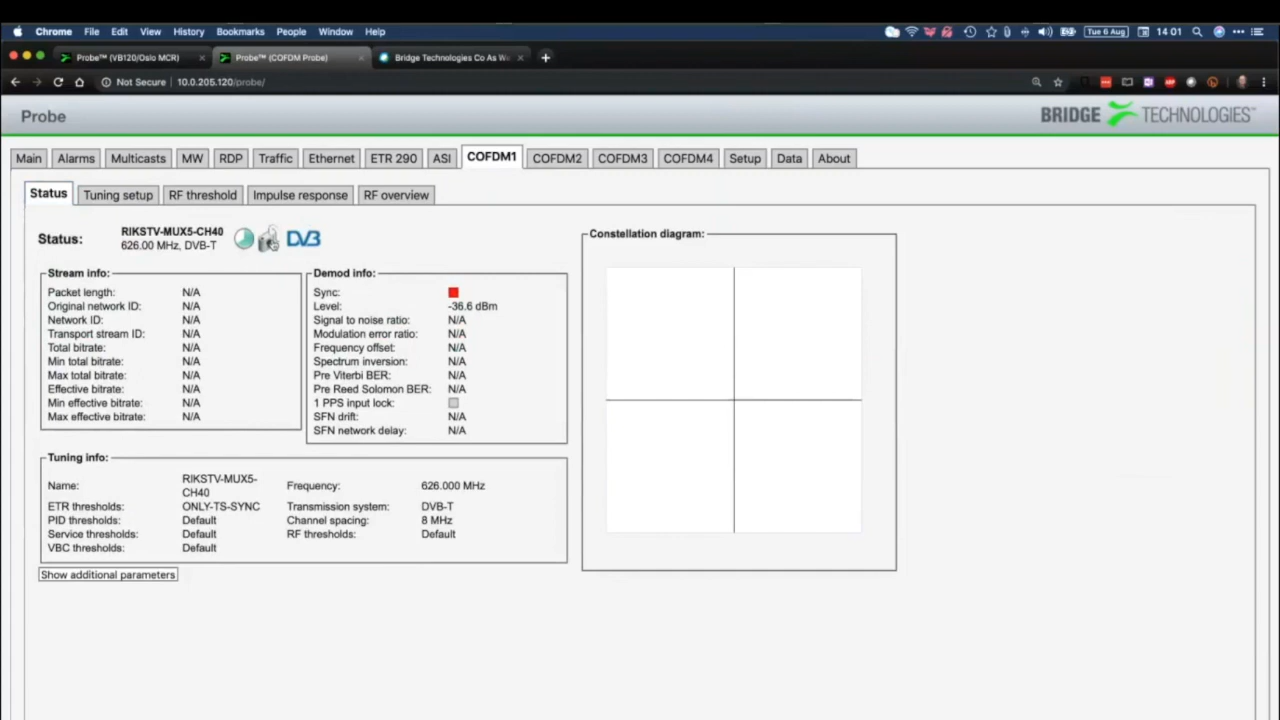 Chrome File Edit View History Bookmarks People Window Help Tue 6 Aug 14 01
Probe™ (VB120/Oslo MCR) Probe™ (COFDM Probe) Bridge Technologies Co As We
Not Secure 10.0.205.120/probe/
Probe BRIDGE TECHNOLOGIES™
Main Alarms Multicasts MW RDP Traffic Ethernet ETR 290 ASI COFDM1 COFDM2 COFDM3 COFDM4 Setup Data About
Status Tuning setup RF threshold Impulse response RF overview
Status: RIKSTV-MUX5-CH40
626.00 MHz, DVB-T
DVB
Stream info:
Packet length: N/A
Original network ID: N/A
Network ID: N/A
Transport stream ID: N/A
Total bitrate: N/A
Min total bitrate: N/A
Max total bitrate: N/A
Effective bitrate: N/A
Min effective bitrate: N/A
Max effective bitrate: N/A
Demod info:
Sync:
Level: -36.6 dBm
Signal to noise ratio: N/A
Modulation error ratio: N/A
Frequency offset: N/A
Spectrum inversion: N/A
Pre Viterbi BER: N/A
Pre Reed Solomon BER: N/A
1 PPS input lock:
SFN drift: N/A
SFN network delay: N/A
Constellation diagram:
Tuning info:
Name: RIKSTV-MUX5-
CH40
Frequency: 626.000 MHz
ETR thresholds: ONLY-TS-SYNC Transmission system: DVB-T
PID thresholds: Default Channel spacing: 8 MHz
Service thresholds: Default RF thresholds: Default
VBC thresholds: Default
Show additional parameters